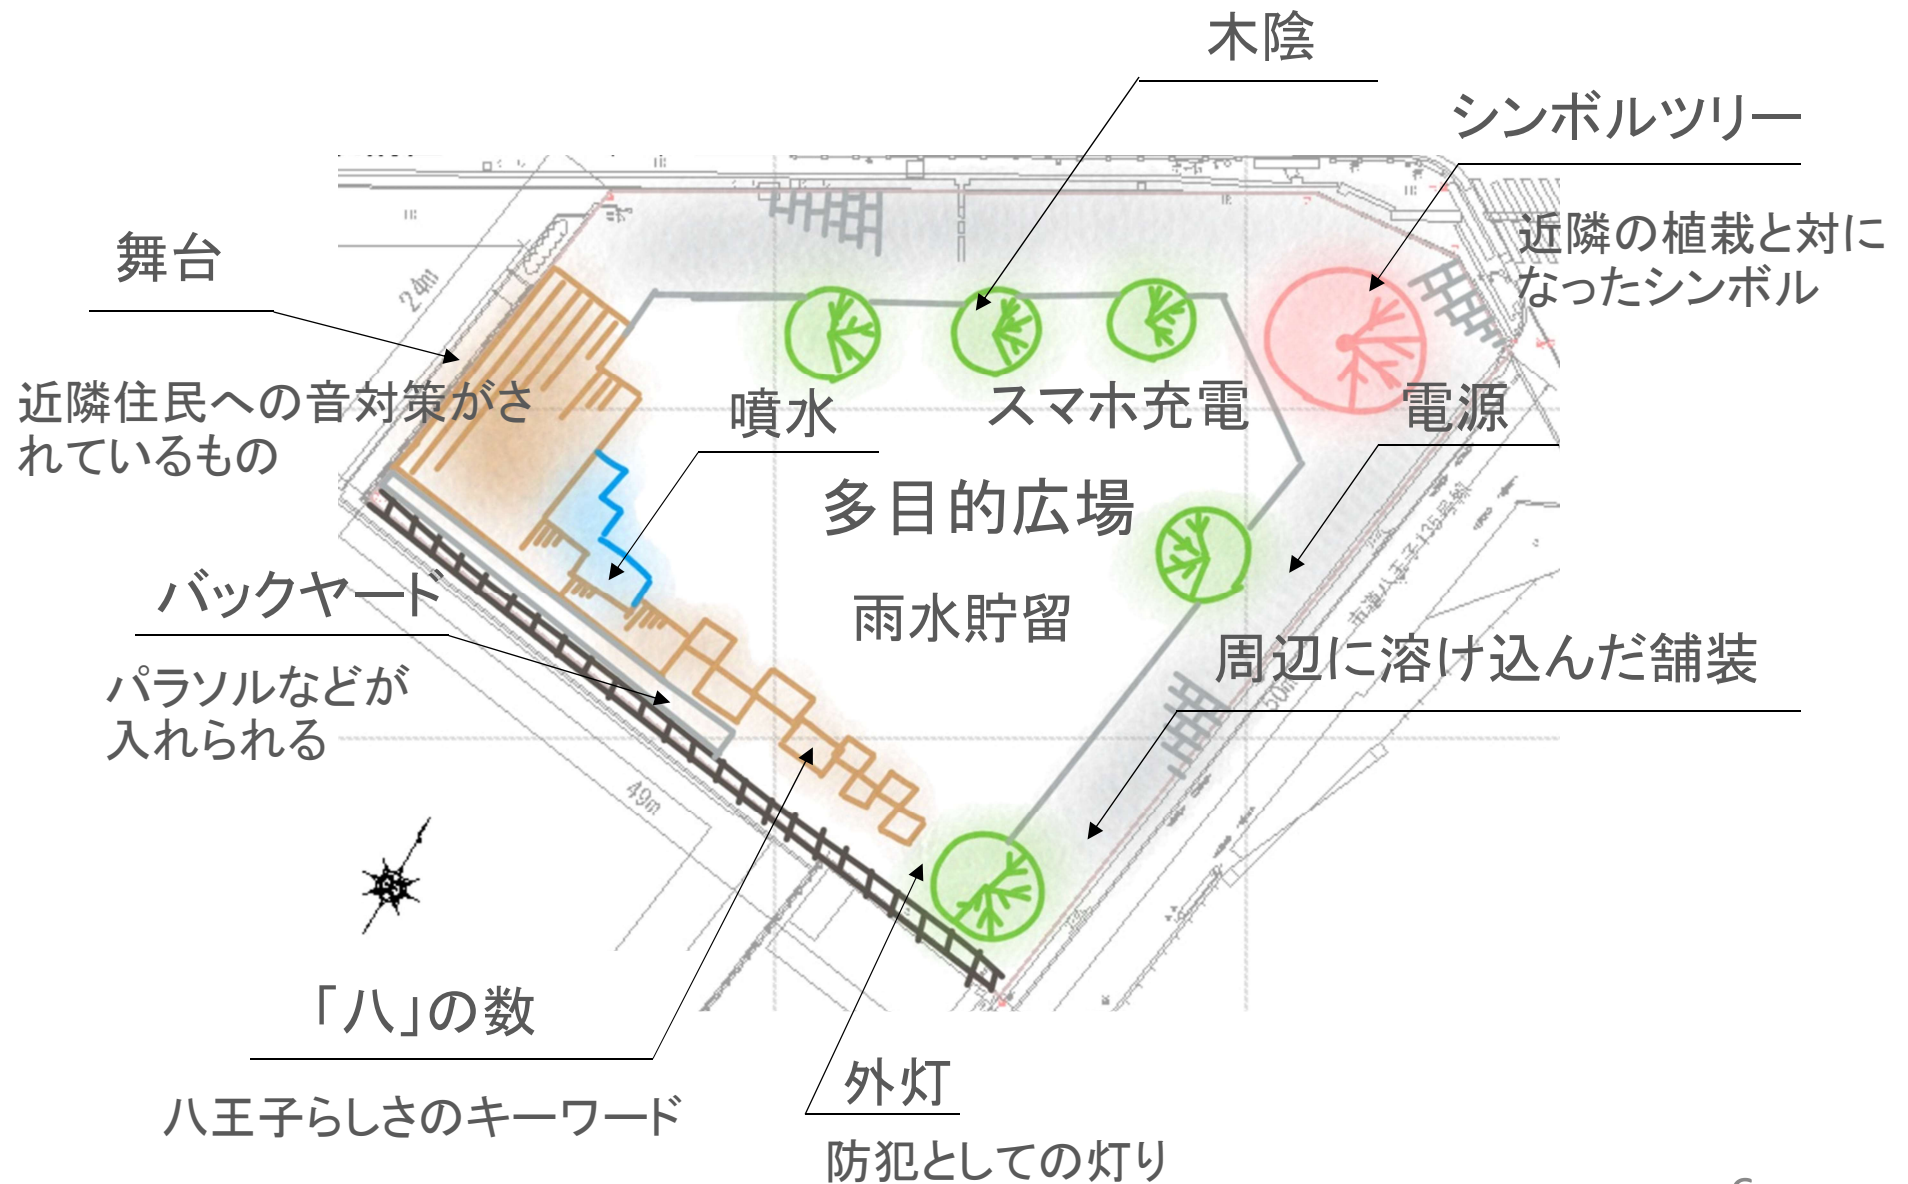 木陰
シンボルツリー
近隣の植栽と対に
なったシンボル
舞台
近隣住民への音対策がさ
れているもの
24m
噴水
スマホ充電
電源
多目的広場
雨水貯留
バックヤード
パラソルなどが
入れられる
周辺に溶け込んだ舗装
50m
49m
「八」の数
八王子らしさのキーワード
外灯
防犯としての灯り